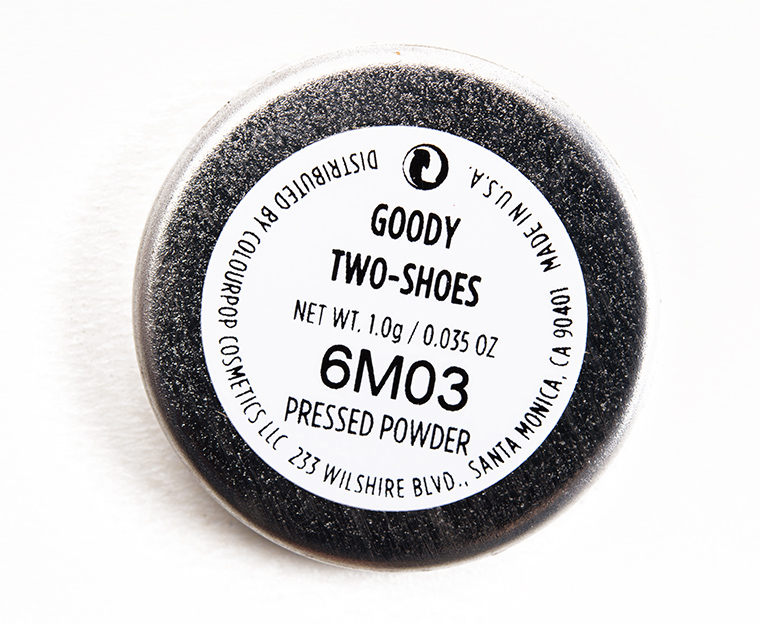 GOODY
TWO-SHOES
NET WT. 1.0g / 0.035 OZ
6M03
PRESSED POWDER
DISTRIBUTED BY COLOURPOP COSMETICS LLC 233 WILSHIRE BLVD., SANTA MONICA, CA 90401 MADE IN U.S.A.